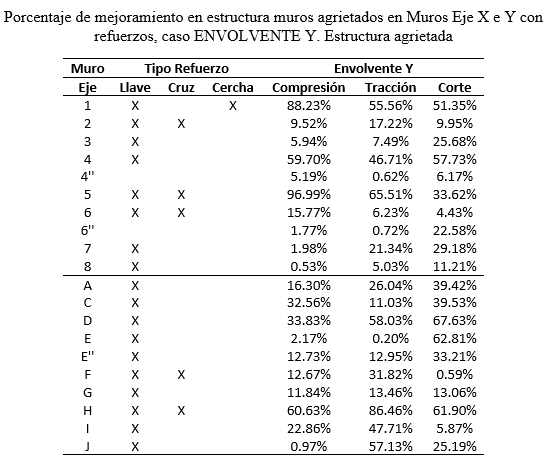 Porcentaje de mejoramiento en estructura muros agrietados en Muros Eje X e Y con
refuerzos, caso ENVOLVENTE Y. Estructura agrietada
Muro Tipo Refuerzo Envolvente Y
Eje Llave Cruz Cercha Compresión Tracción Corte
1 X X 88.23% 55.56% 51.35%
2 X X 9.52% 17.22% 9.95%
3 X 5.94% 7.49% 25.68%
4 X 59.70% 46.71% 57.73%
4" 5.19% 0.62% 6.17%
5 X X 96.99% 65.51% 33.62%
6 X X 15.77% 6.23% 4.43%
6" 1.77% 0.72% 22.58%
7 X 1.98% 21.34% 29.18%
8 X 0.53% 5.03% 11.21%
A X 16.30% 26.04% 39.42%
C X 32.56% 11.03% 39.53%
D X 33.83% 58.03% 67.63%
E X 2.17% 0.20% 62.81%
E" X 12.73% 12.95% 33.21%
F X X 12.67% 31.82% 0.59%
G X 11.84% 13.46% 13.06%
H X X 60.63% 86.46% 61.90%
I X 22.86% 47.71% 5.87%
J X 0.97% 57.13% 25.19%